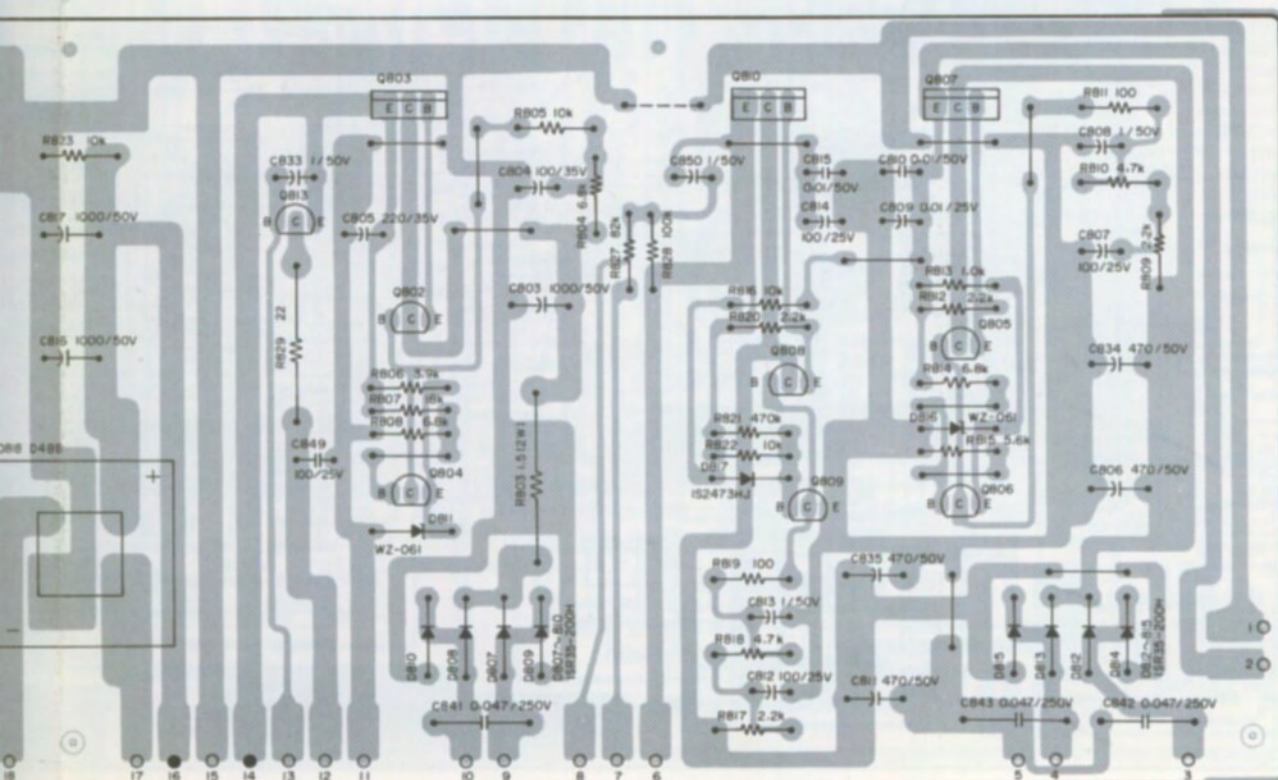 Q803
E C B
Q810
E C B
Q807
E C B
R805 10k
R811 100
C808 1/50V
R823 10k
C833 1/50V
C804 100/35V
C850 1/50V
C815
0.01/50V
C810 0.01/50V
R810 4.7k
Q813
B C E
R804 6.8k
C817 1000/50V
C805 220/35V
R827 82k
R828 100k
C814
100/25V
C809 0.01/25V
C807
100/25V
R809 2.2k
R813 1.0k
R812 2.2k
Q802
B C E
C803 1000/50V
R816 10k
R820 2.2k
Q805
B C E
C816 1000/50V
R829 22
Q808
B C E
C834 470/50V
R806 3.9k
R807 18k
R808 6.8k
R814 6.8k
D816 WZ-061
R821 470k
R822 10k
R815 5.6k
D88 D4BB
+
C849
100/25V
Q804
B C E
R803 1.5(2W)
D817
1S2473HJ
Q809
B C E
Q806
B C E
C806 470/50V
D811
WZ-061
R819 100
C835 470/50V
C813 1/50V
−
D810
D808
D807
D809
D807~810
1SR35-200H
R818 4.7k
D815
D813
D812
D814
D812~815
1SR35-200H
1
2
C812 100/25V
C811 470/50V
C841 0.047/250V
R817 2.2k
C843 0.047/250V
C842 0.047/250V
18
17
16
15
14
13
12
11
10
9
8
7
6
5
4
3